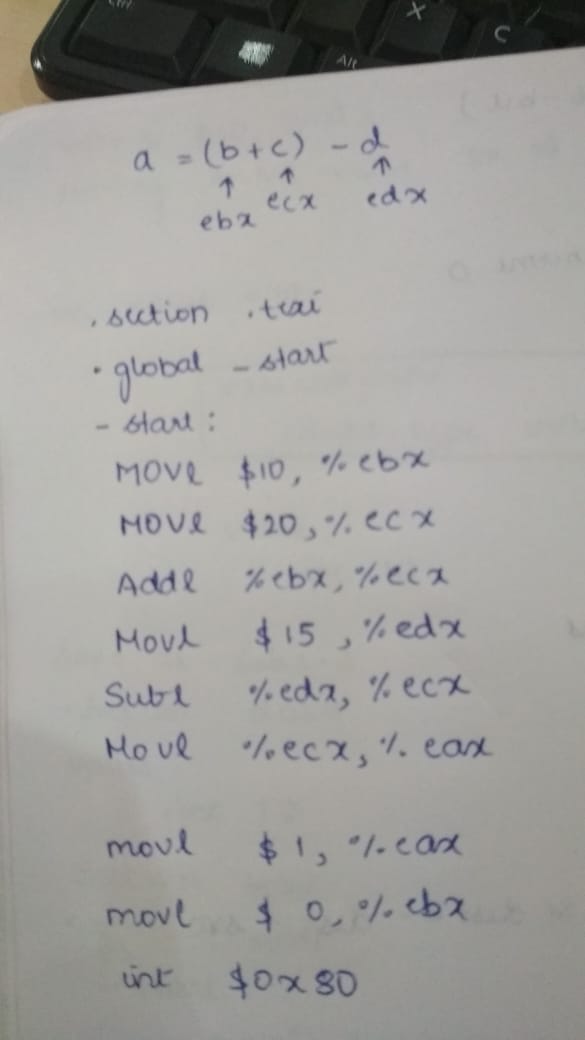 a = (b + c) - d
↑ ↑ ↑
ebx ecx edx
.section .text
.global _start
_start:
MOVl $10, %ebx
MOVl $20, %ecx
Addl %ebx, %ecx
Movl $15, %edx
Subl %edx, %ecx
Movl %ecx, %eax
movl $1, %eax
movl $0, %ebx
int $0x80
Ctrl
Alt
X
C